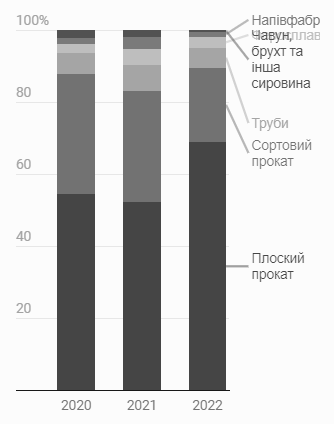 100%
80
60
40
20
Напівфабр
Чавун,
брухт та
інша
сировина
Труби
Сортовий
прокат
Плоский
прокат
2020
2021
2022